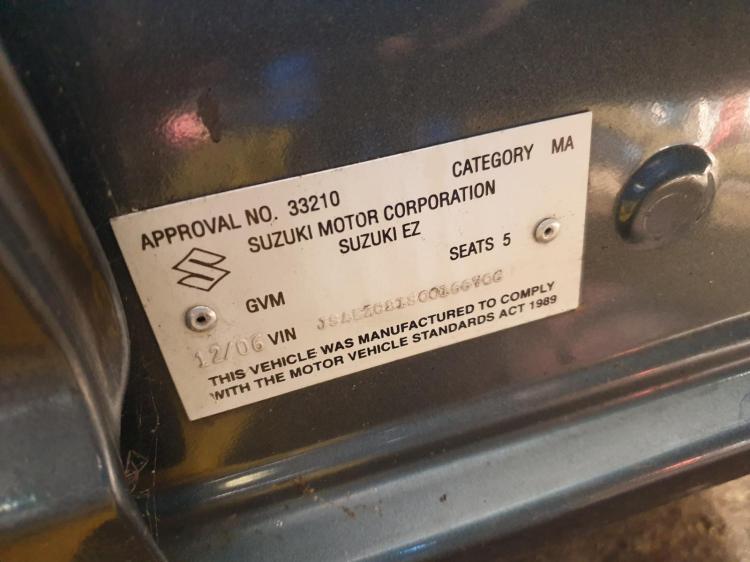 APPROVAL NO. 33210 CATEGORY MA
SUZUKI MOTOR CORPORATION
SUZUKI EZ
SEATS 5
GVM
12/06 VIN
THIS VEHICLE WAS MANUFACTURED TO COMPLY
WITH THE MOTOR VEHICLE STANDARDS ACT 1989